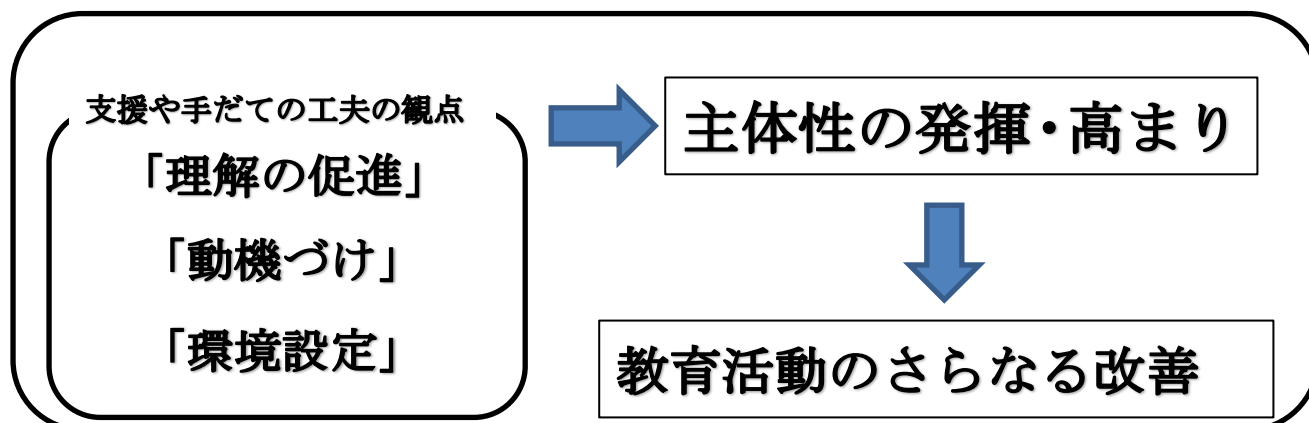 支援や手だての工夫の観点
「理解の促進」
「動機づけ」
「環境設定」
主体性の発揮・高まり
教育活動のさらなる改善